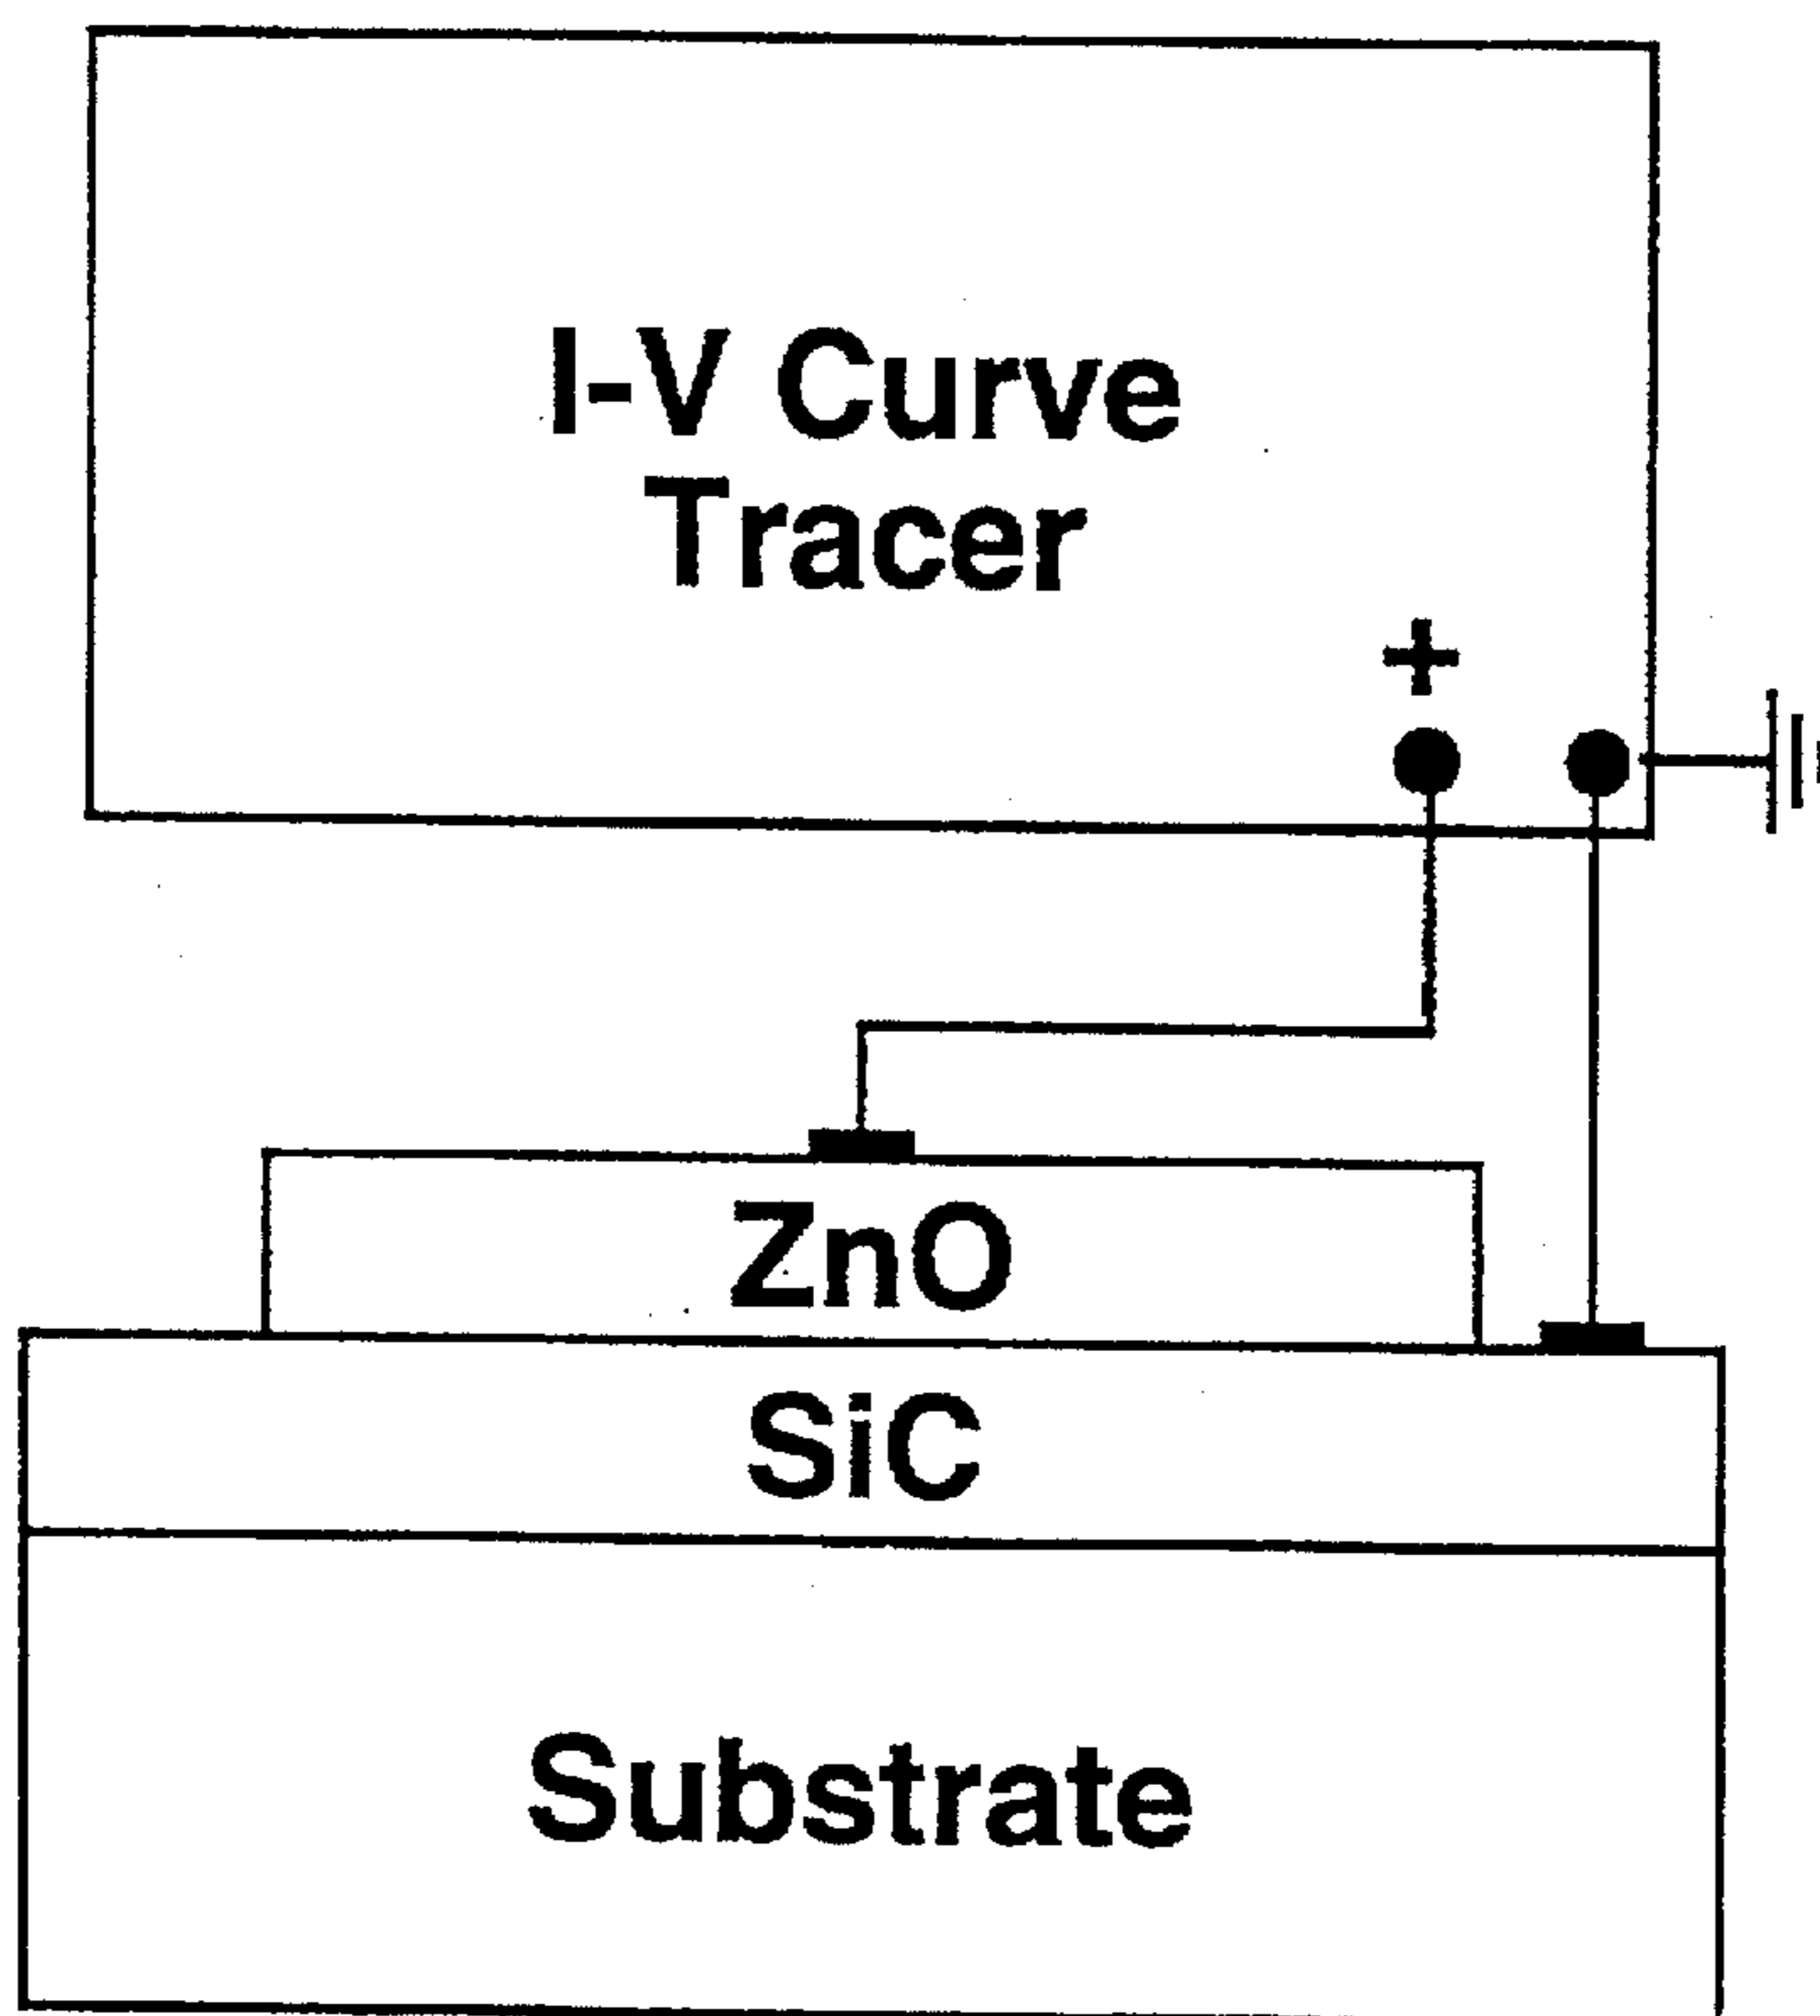 I-V Curve
Tracer
+
ZnO
SiC
Substrate